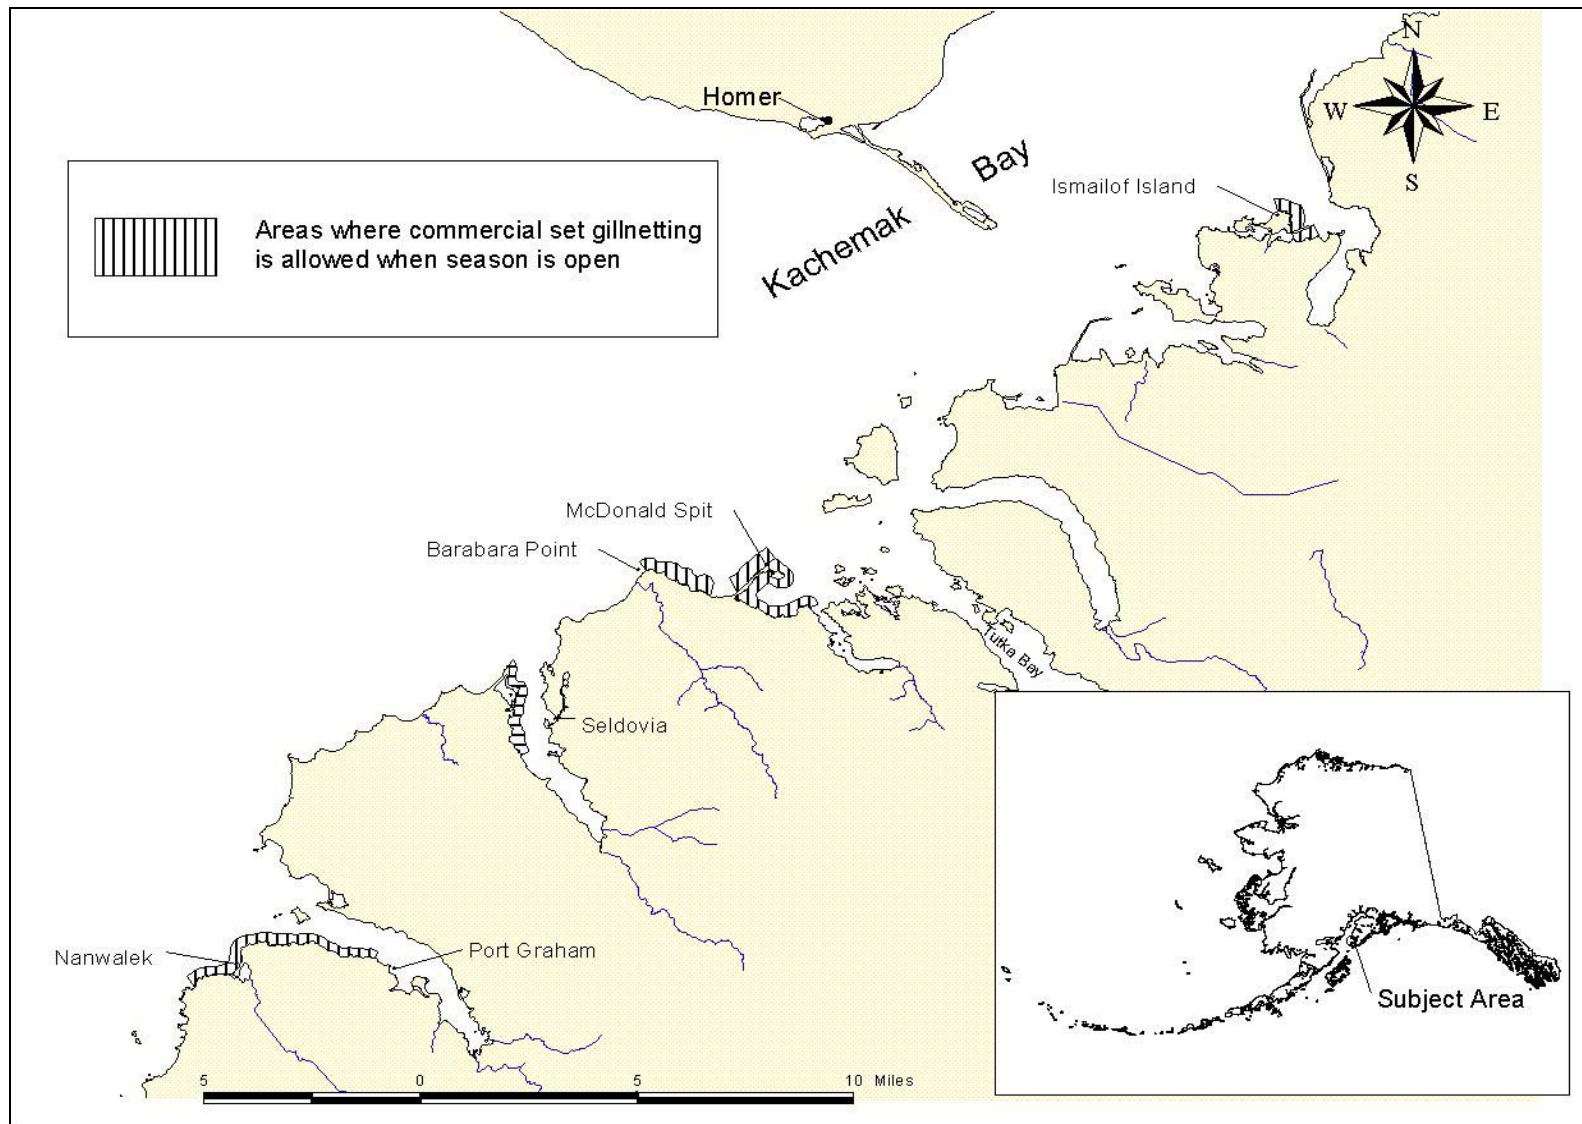 N
Homer
W
E
Bay
Ismailof Island
S
Kachemak
Areas where commercial set gillnetting
is allowed when season is open
McDonald Spit
Barabara Point
Tutka Bay
Seldovia
Nanwalek
Port Graham
Subject Area
5 0 5 10 Miles